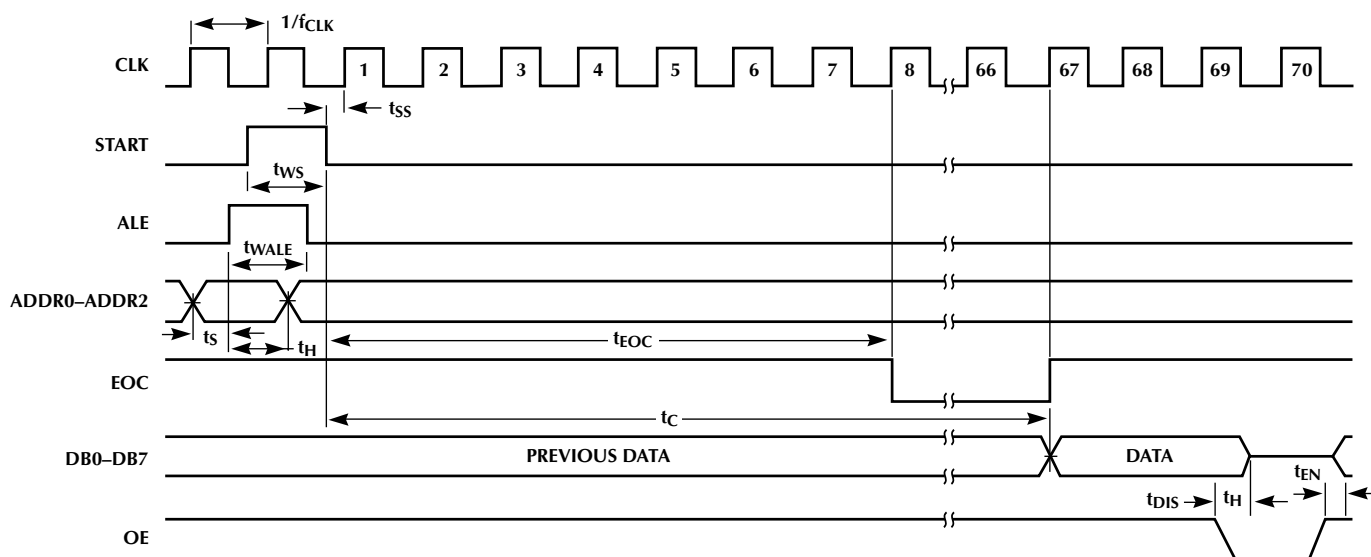 1/fCLK
CLK 1 2 3 4 5 6 7 8 66 67 68 69 70
tSS
START
tWS
ALE
tWALE
ADDR0–ADDR2
tS
tH
tEOC
EOC
tC
DB0–DB7 PREVIOUS DATA DATA
tEN
tDIS tH
OE